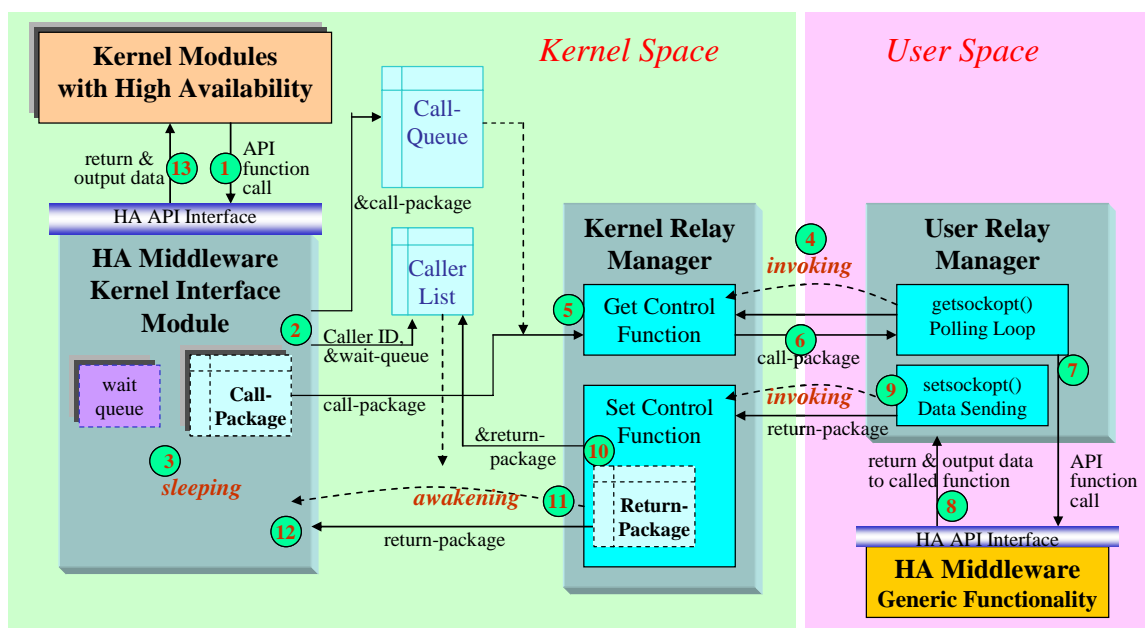 Kernel Space
User Space
Kernel Modules
with High Availability
return &
output data
13
1
API
function
call
HA API Interface
HA Middleware
Kernel Interface
Module
2
wait
queue
Call-
Package
3
sleeping
12
Call-
Queue
&call-package
Caller
List
Caller ID,
&wait-queue
call-package
&return-
package
awakening
11
return-package
Kernel Relay
Manager
5
Get Control
Function
Set Control
Function
10
Return-
Package
4
invoking
6
call-package
invoking
9
return-package
User Relay
Manager
getsockopt()
Polling Loop
7
setsockopt()
Data Sending
return & output data
to called function
8
API
function
call
HA API Interface
HA Middleware
Generic Functionality